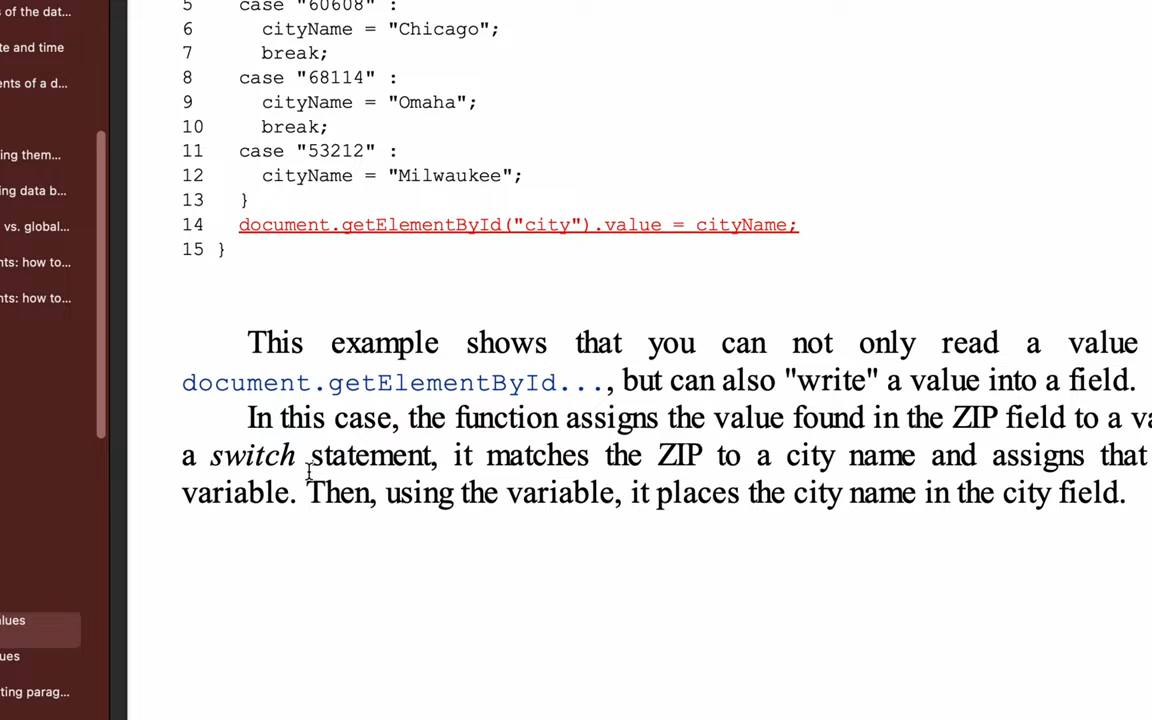 s of the dat...
te and time
ents of a d...
ing them...
ing data b...
vs. global...
nts: how to...
nts: how to...
alues
ues
ting parag...
5 case "60608" :
6 cityName = "Chicago";
7 break;
8 case "68114" :
9 cityName = "Omaha";
10 break;
11 case "53212" :
12 cityName = "Milwaukee";
13 }
14 document.getElementById("city").value = cityName;
15 }
This example shows that you can not only read a value
document.getElementById..., but can also "write" a value into a field.
In this case, the function assigns the value found in the ZIP field to a va
a switch statement, it matches the ZIP to a city name and assigns that
variable. Then, using the variable, it places the city name in the city field.